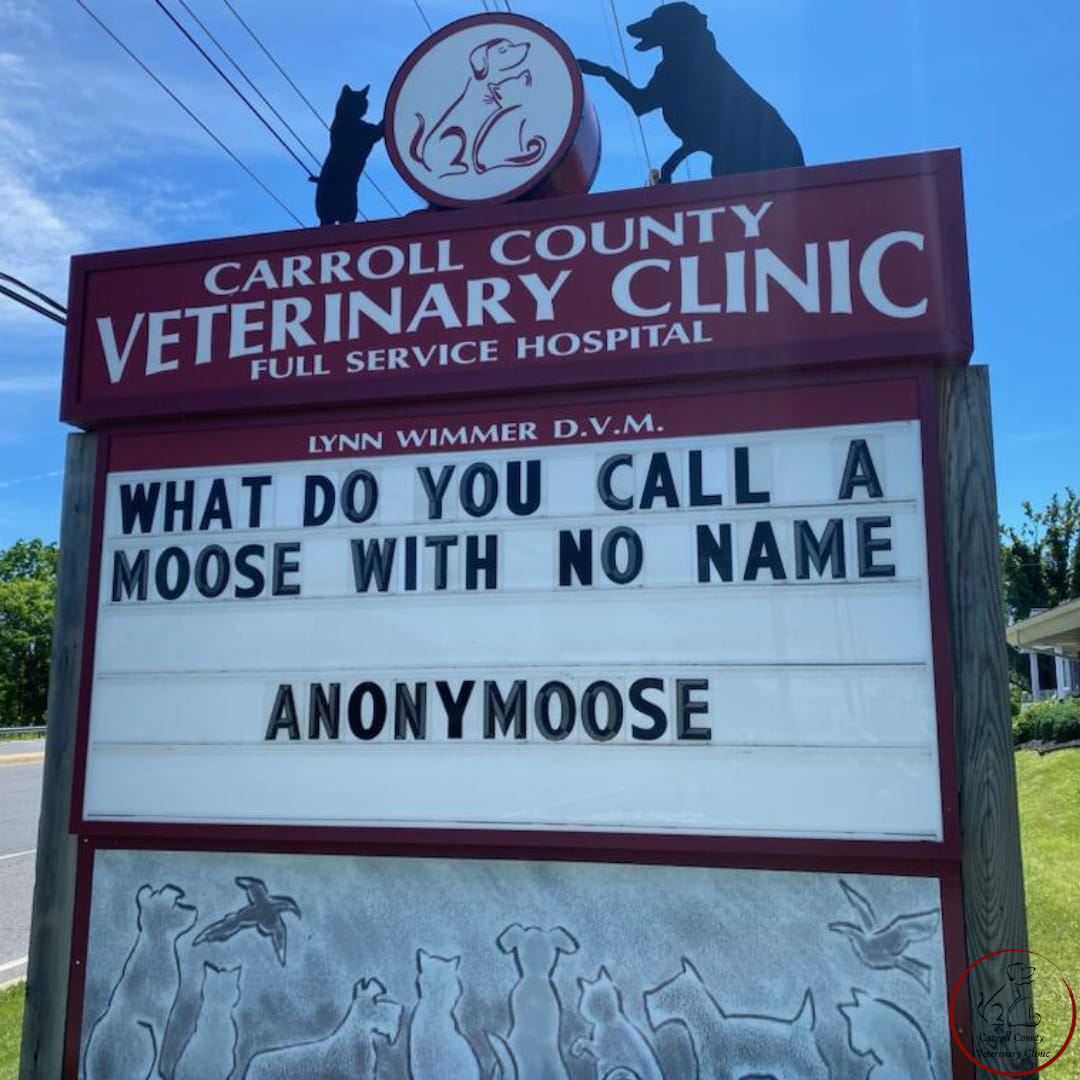 CARROLL COUNTY
VETERINARY CLINIC
FULL SERVICE HOSPITAL
LYNN WIMMER D.V.M.
WHAT DO YOU CALL A
MOOSE WITH NO NAME
ANONYMOOSE
Carroll County
Veterinary Clinic